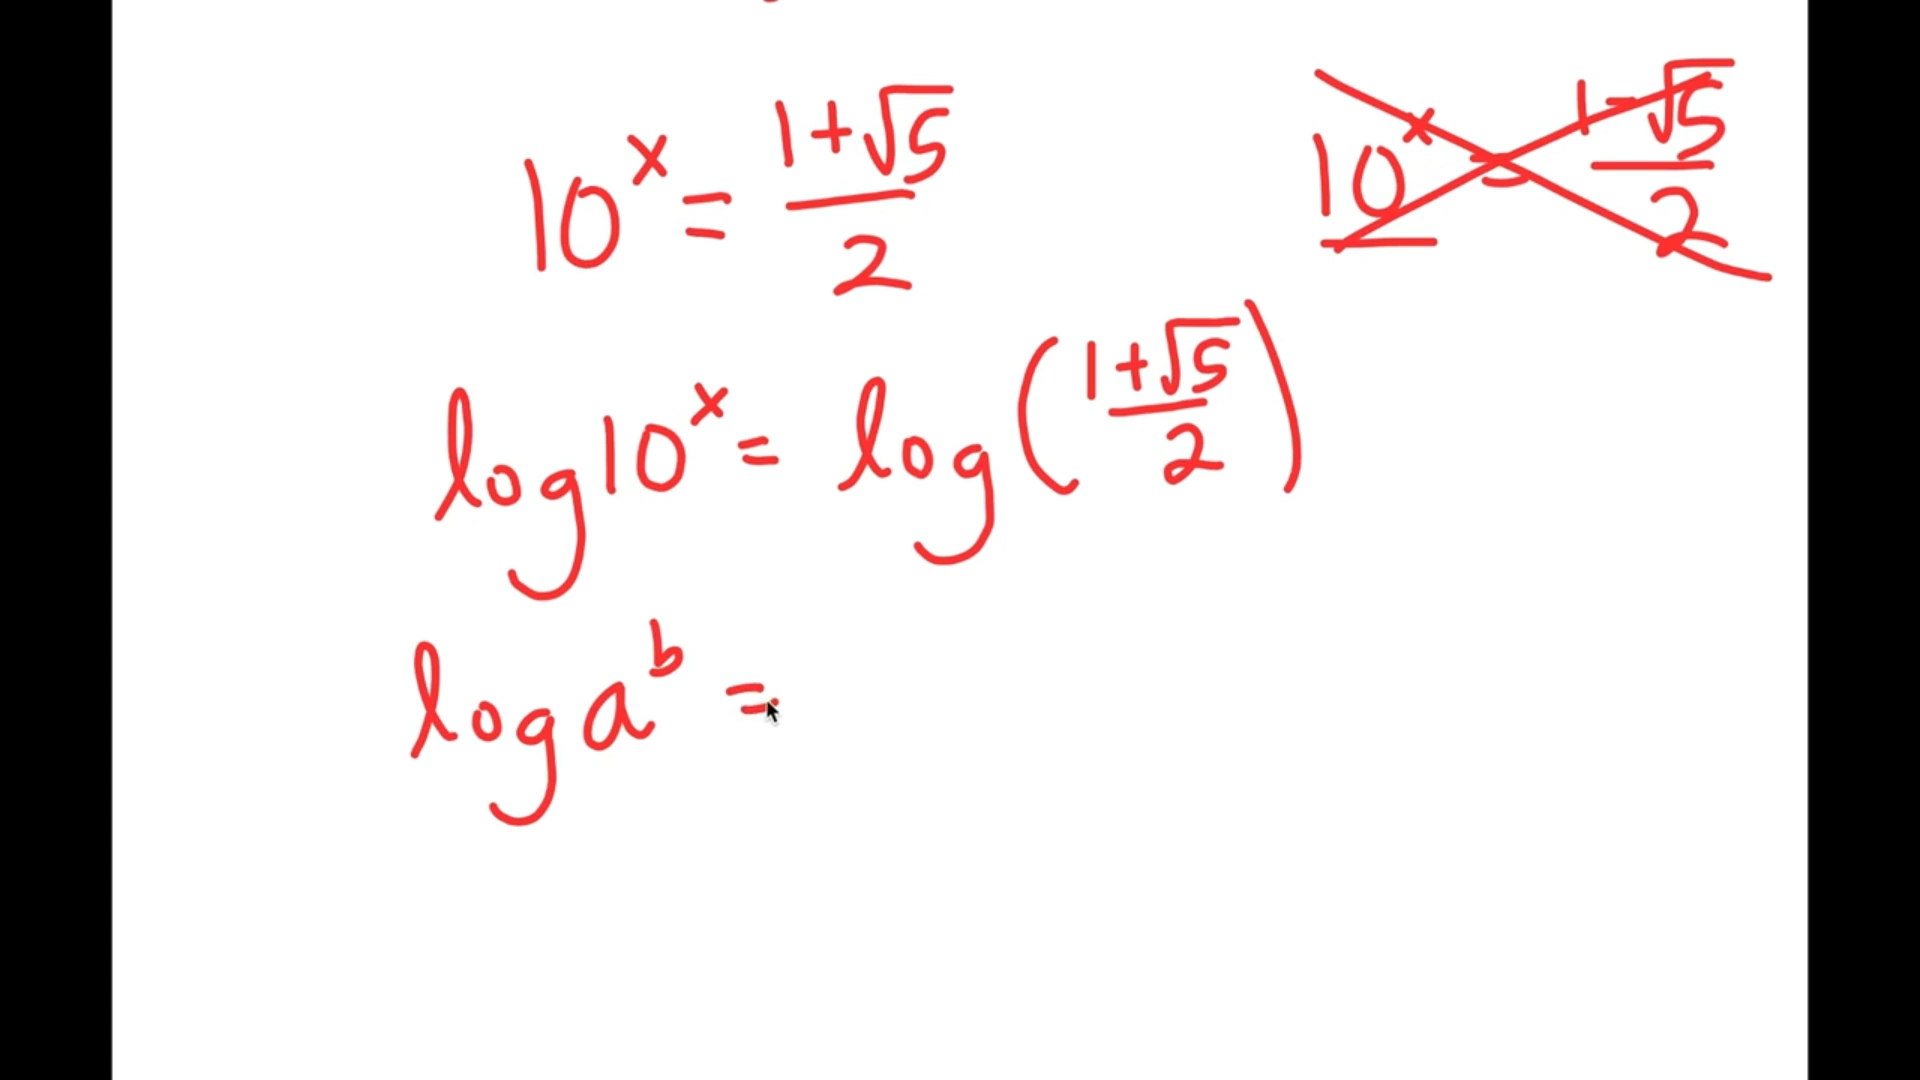 10^x = (1+√5)/2
10^x = (1-√5)/2
log 10^x = log((1+√5)/2)
log a^b =